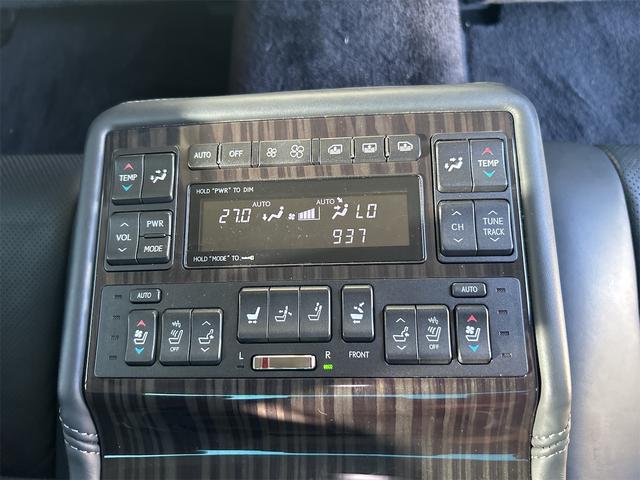 AUTO OFF
TEMP
TEMP
HOLD "PWR" TO DIM
AUTO AUTO
27.0 LO
937
HOLD "MODE" TO
VOL PWR
MODE
CH TUNE
TRACK
AUTO
AUTO
OFF
OFF
L R FRONT